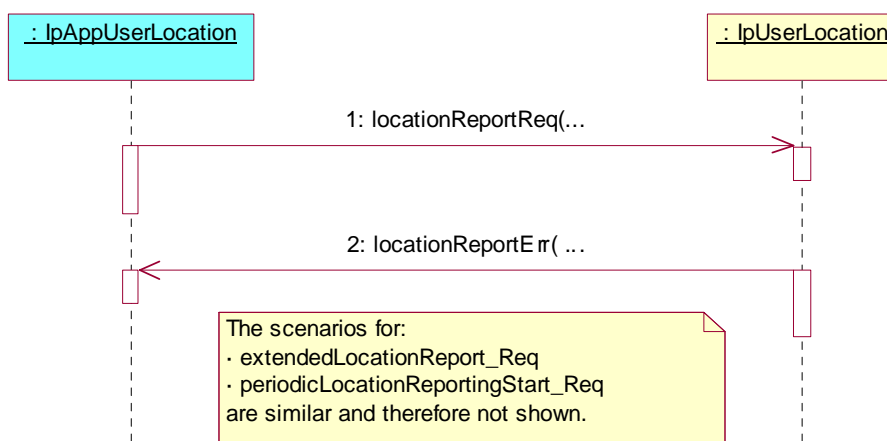 : IpAppUserLocation
: IpUserLocation
1: locationReportReq(...
2: locationReportErr( ...
The scenarios for:
· extendedLocationReport_Req
· periodicLocationReportingStart_Req
are similar and therefore not shown.